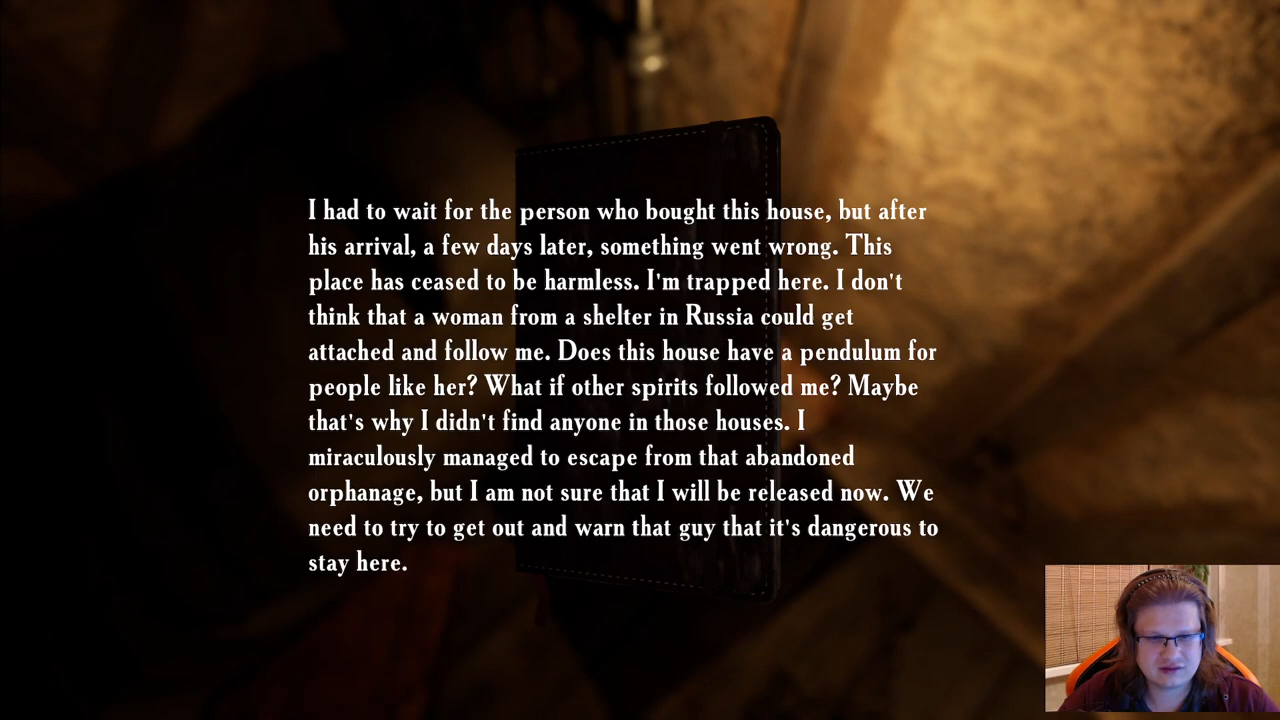 I had to wait for the person who bought this house, but after
his arrival, a few days later, something went wrong. This
place has ceased to be harmless. I'm trapped here. I don't
think that a woman from a shelter in Russia could get
attached and follow me. Does this house have a pendulum for
people like her? What if other spirits followed me? Maybe
that's why I didn't find anyone in those houses. I
miraculously managed to escape from that abandoned
orphanage, but I am not sure that I will be released now. We
need to try to get out and warn that guy that it's dangerous to
stay here.